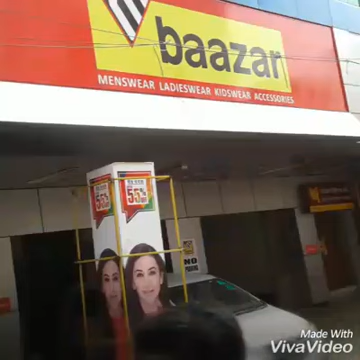 baazar
MENSWEAR LADIESWEAR KIDSWEAR ACCESSORIES
55%
55%
NO
MADE WITH
VivaVideo